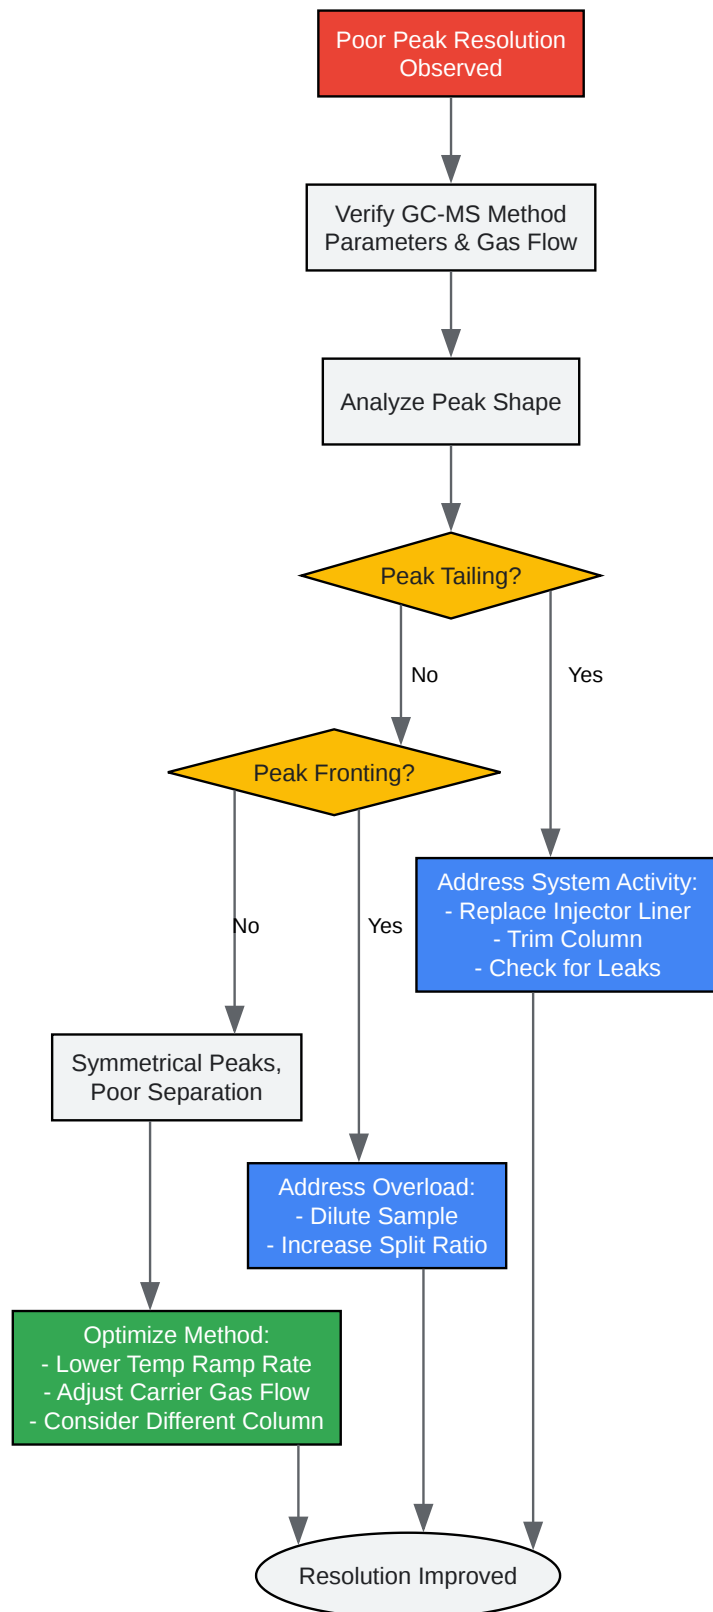 Poor Peak Resolution
Observed
Verify GC-MS Method
Parameters & Gas Flow
Analyze Peak Shape
Peak Tailing?
No
Yes
Peak Fronting?
Address System Activity:
- Replace Injector Liner
- Trim Column
- Check for Leaks
No
Yes
Symmetrical Peaks,
Poor Separation
Address Overload:
- Dilute Sample
- Increase Split Ratio
Optimize Method:
- Lower Temp Ramp Rate
- Adjust Carrier Gas Flow
- Consider Different Column
Resolution Improved